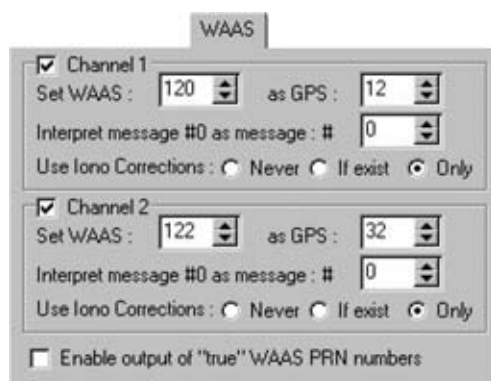 WAAS
Channel 1
Set WAAS : 120 as GPS : 12
Interpret message #0 as message : # 0
Use Iono Corrections : Never If exist Only
Channel 2
Set WAAS : 122 as GPS : 32
Interpret message #0 as message : # 0
Use Iono Corrections : Never If exist Only
Enable output of "true" WAAS PRN numbers